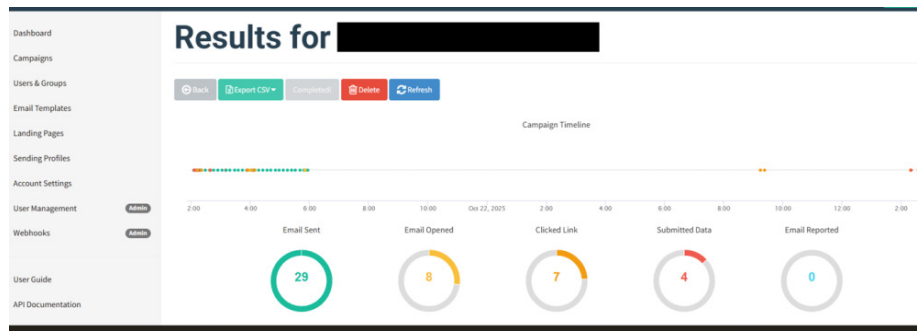 Dashboard
Campaigns
Users & Groups
Email Templates
Landing Pages
Sending Profiles
Account Settings
User Management Admin
Webhooks Admin
User Guide
API Documentation
Results for
Back Export CSV Completed! Delete Refresh
Campaign Timeline
2:00 4:00 6:00 8:00 10:00 Oct 22, 2025 2:00 4:00 6:00 8:00 10:00 12:00 2:00
Email Sent Email Opened Clicked Link Submitted Data Email Reported
29 8 7 4 0